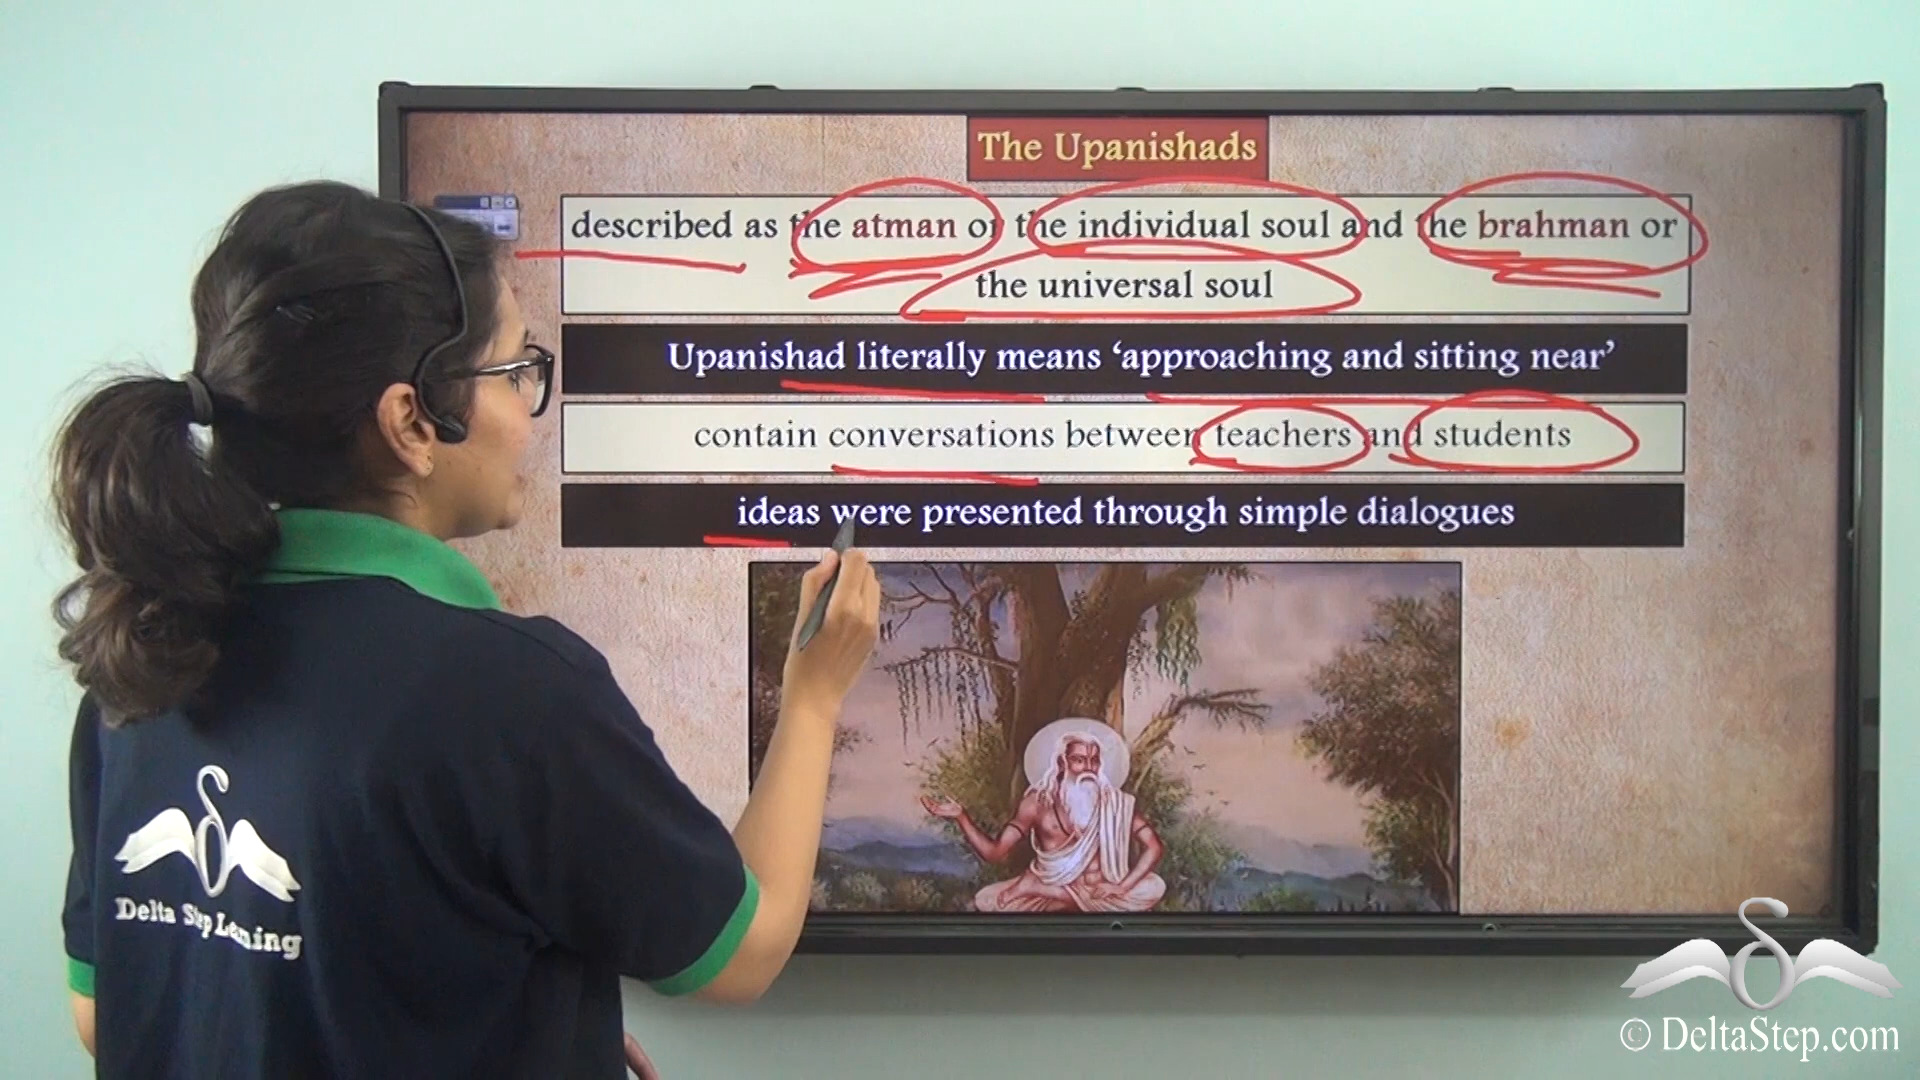 The Upanishads
described as the atman or the individual soul and the brahman or
the universal soul
Upanishad literally means ‘approaching and sitting near’
contain conversations between teachers and students
ideas were presented through simple dialogues
Delta Step Learning
© DeltaStep.com